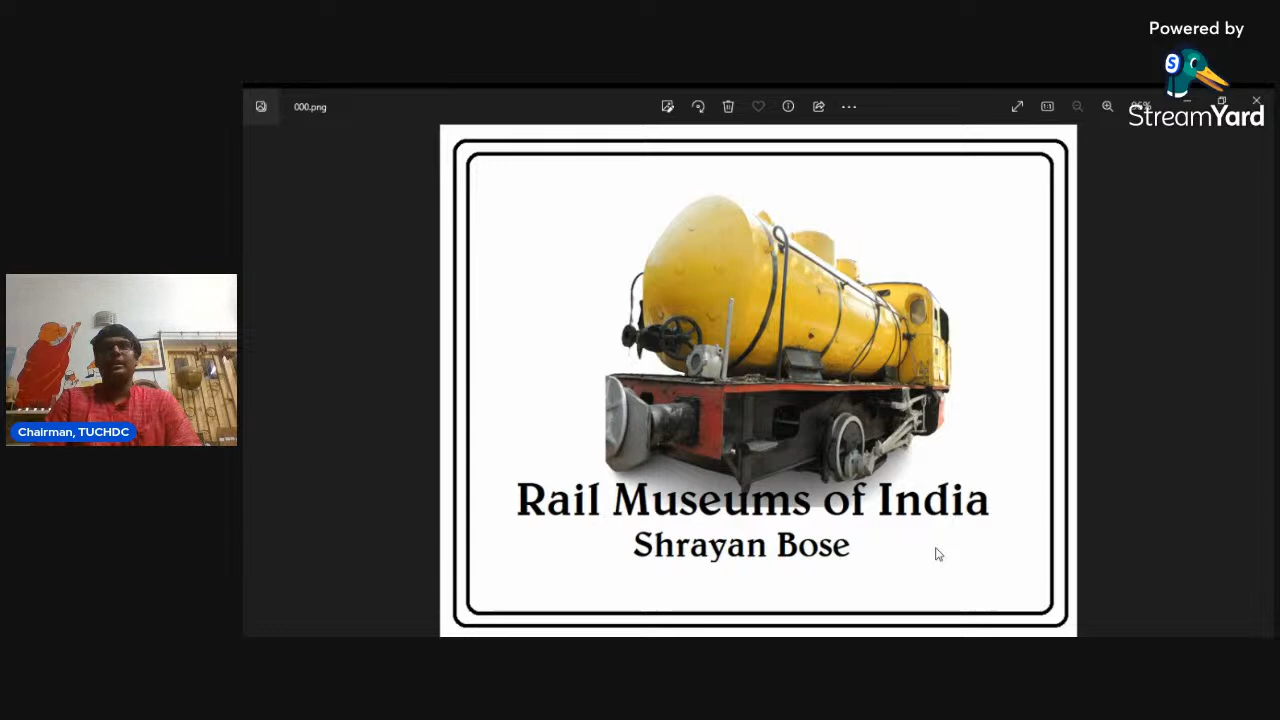 Powered by
S
StreamYard
000.png
Chairman, TUCHDC
Rail Museums of India
Shrayan Bose